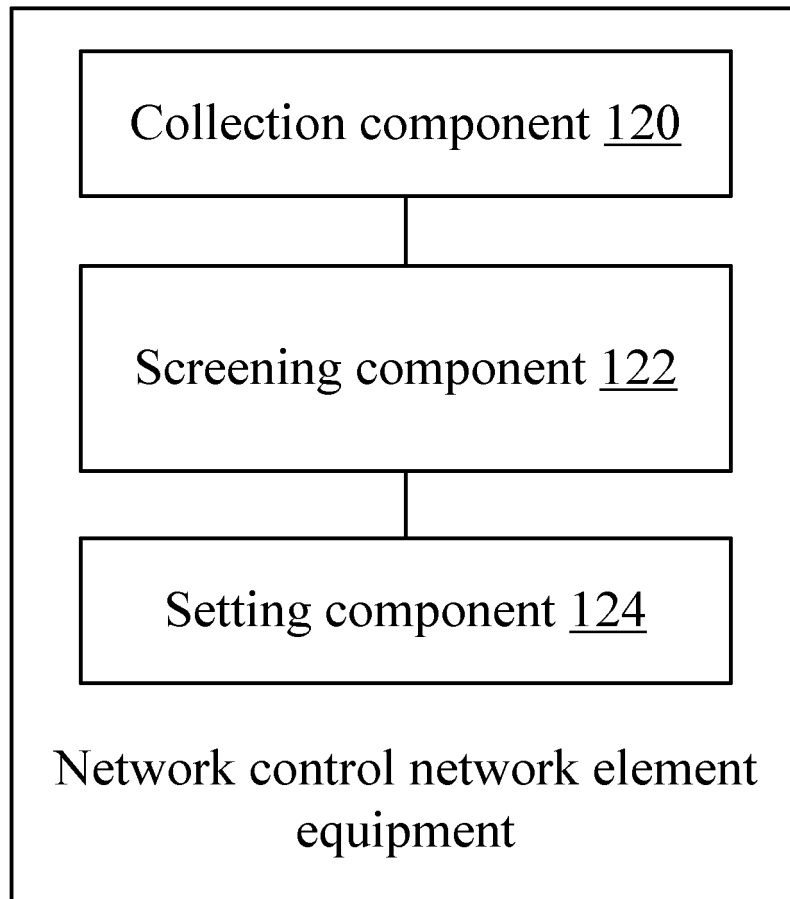 Collection component 120
Screening component 122
Setting component 124
Network control network element
equipment